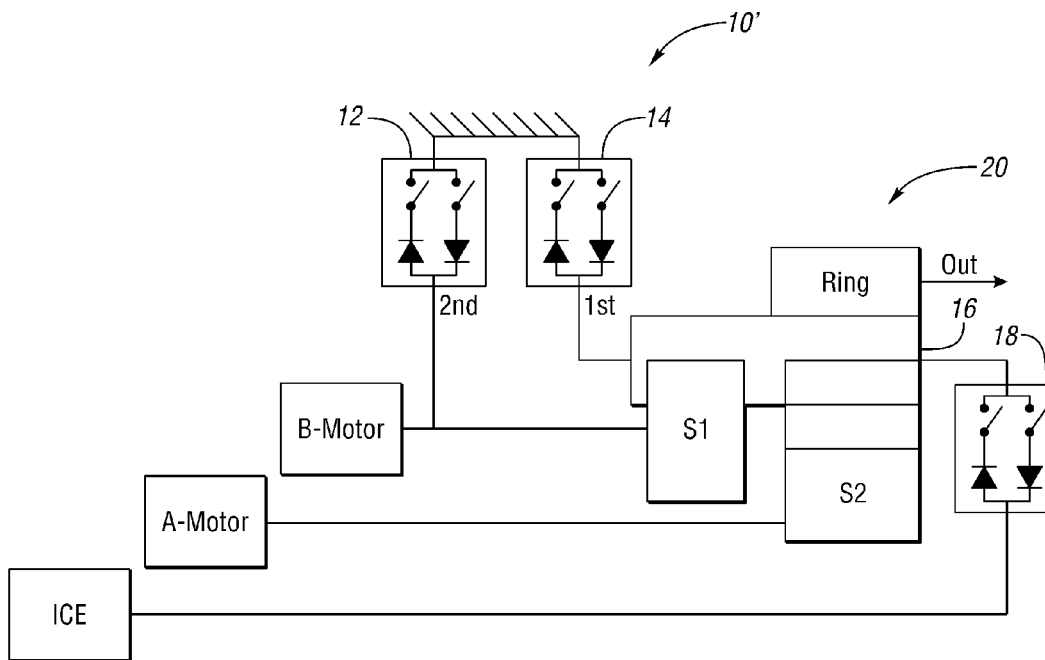 10'
12
14
20
Ring
Out
2nd
1st
16
18
B-Motor
S1
S2
A-Motor
ICE